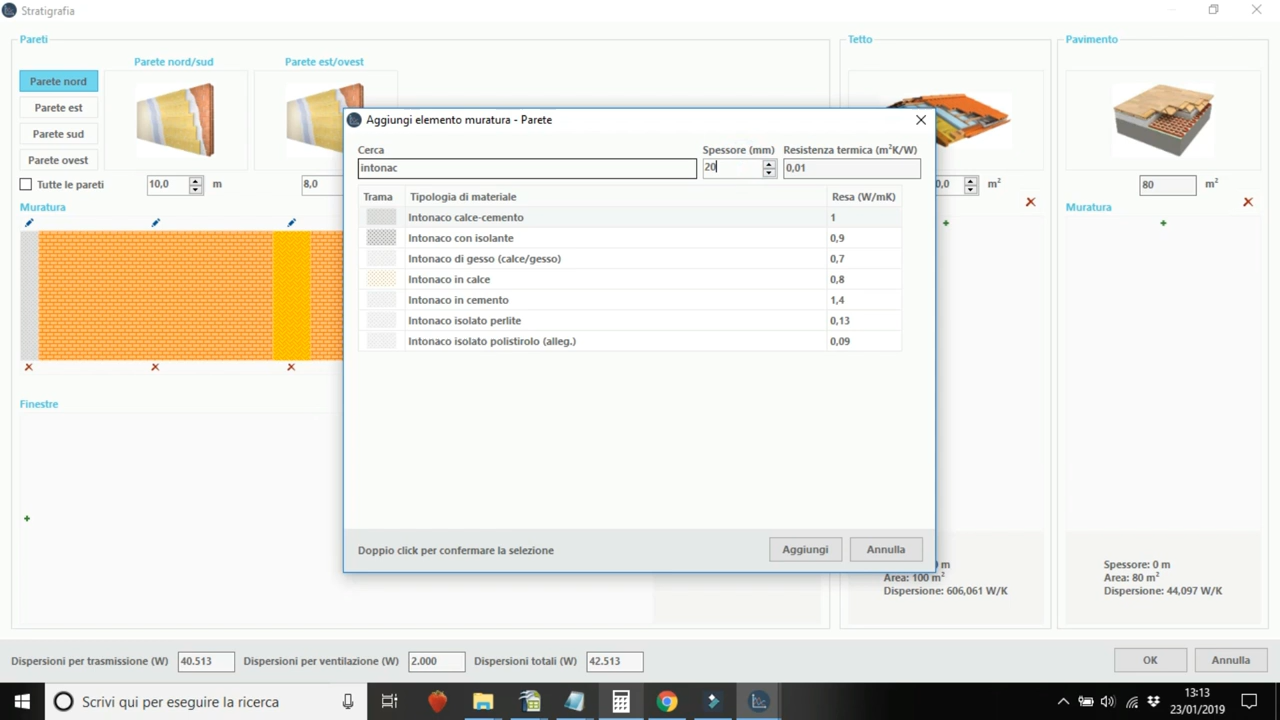 Stratigrafia
Pareti
Tetto
Pavimento
Parete nord/sud
Parete est/ovest
Parete nord
Parete est
Parete sud
Parete ovest
Tutte le pareti
10,0
m
8,0
0,0
m²
80
m²
Muratura
Muratura
Finestre
Aggiungi elemento muratura - Parete
Cerca
Spessore (mm)
Resistenza termica (m²K/W)
intonac
20
0,01
Trama
Tipologia di materiale
Resa (W/mK)
Intonaco calce-cemento
1
Intonaco con isolante
0,9
Intonaco di gesso (calce/gesso)
0,7
Intonaco in calce
0,8
Intonaco in cemento
1,4
Intonaco isolato perlite
0,13
Intonaco isolato polistirolo (alleg.)
0,09
Doppio click per confermare la selezione
Aggiungi
Annulla
m
Area: 100 m²
Dispersione: 606,061 W/K
Spessore: 0 m
Area: 80 m²
Dispersione: 44,097 W/K
Dispersioni per trasmissione (W)
40.513
Dispersioni per ventilazione (W)
2.000
Dispersioni totali (W)
42.513
OK
Annulla
Scrivi qui per eseguire la ricerca
13:13
23/01/2019